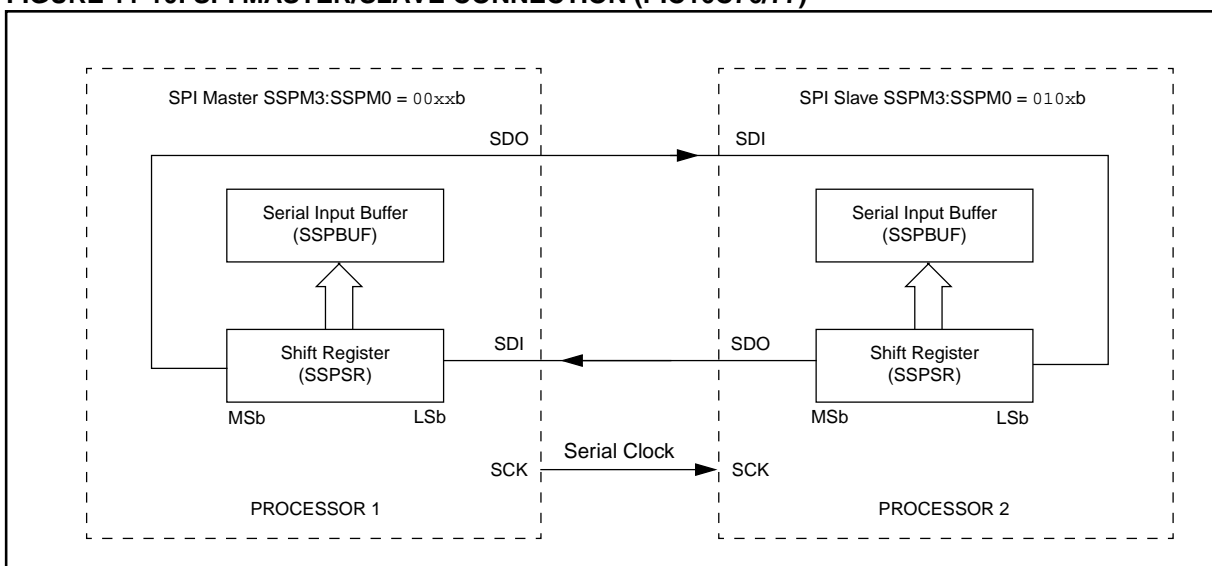 SPI Master SSPM3:SSPM0 = 00xxb
SPI Slave SSPM3:SSPM0 = 010xb
SDO
SDI
Serial Input Buffer
(SSPBUF)
Serial Input Buffer
(SSPBUF)
Shift Register
(SSPSR)
SDI
SDO
Shift Register
(SSPSR)
MSb
LSb
MSb
LSb
Serial Clock
SCK
SCK
PROCESSOR 1
PROCESSOR 2